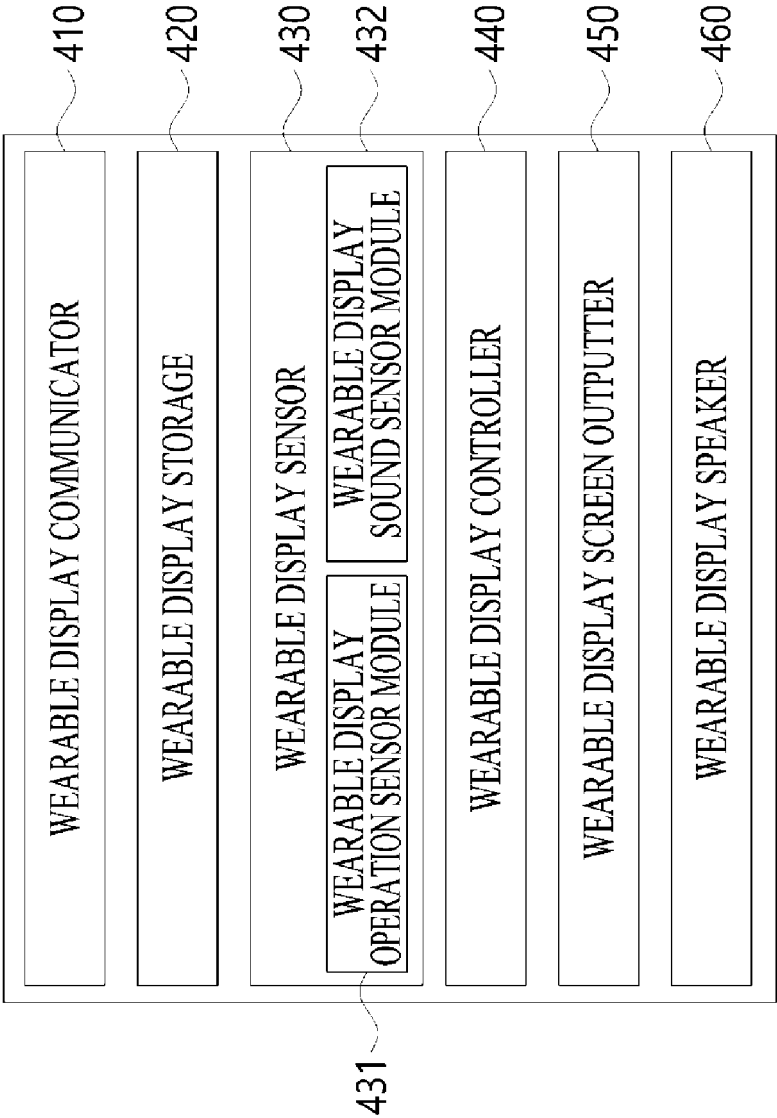 WEARABLE DISPLAY COMMUNICATOR
410
WEARABLE DISPLAY STORAGE
420
WEARABLE DISPLAY SENSOR
430
WEARABLE DISPLAY
OPERATION SENSOR MODULE
431
WEARABLE DISPLAY
SOUND SENSOR MODULE
432
WEARABLE DISPLAY CONTROLLER
440
WEARABLE DISPLAY SCREEN OUTPUTTER
450
WEARABLE DISPLAY SPEAKER
460